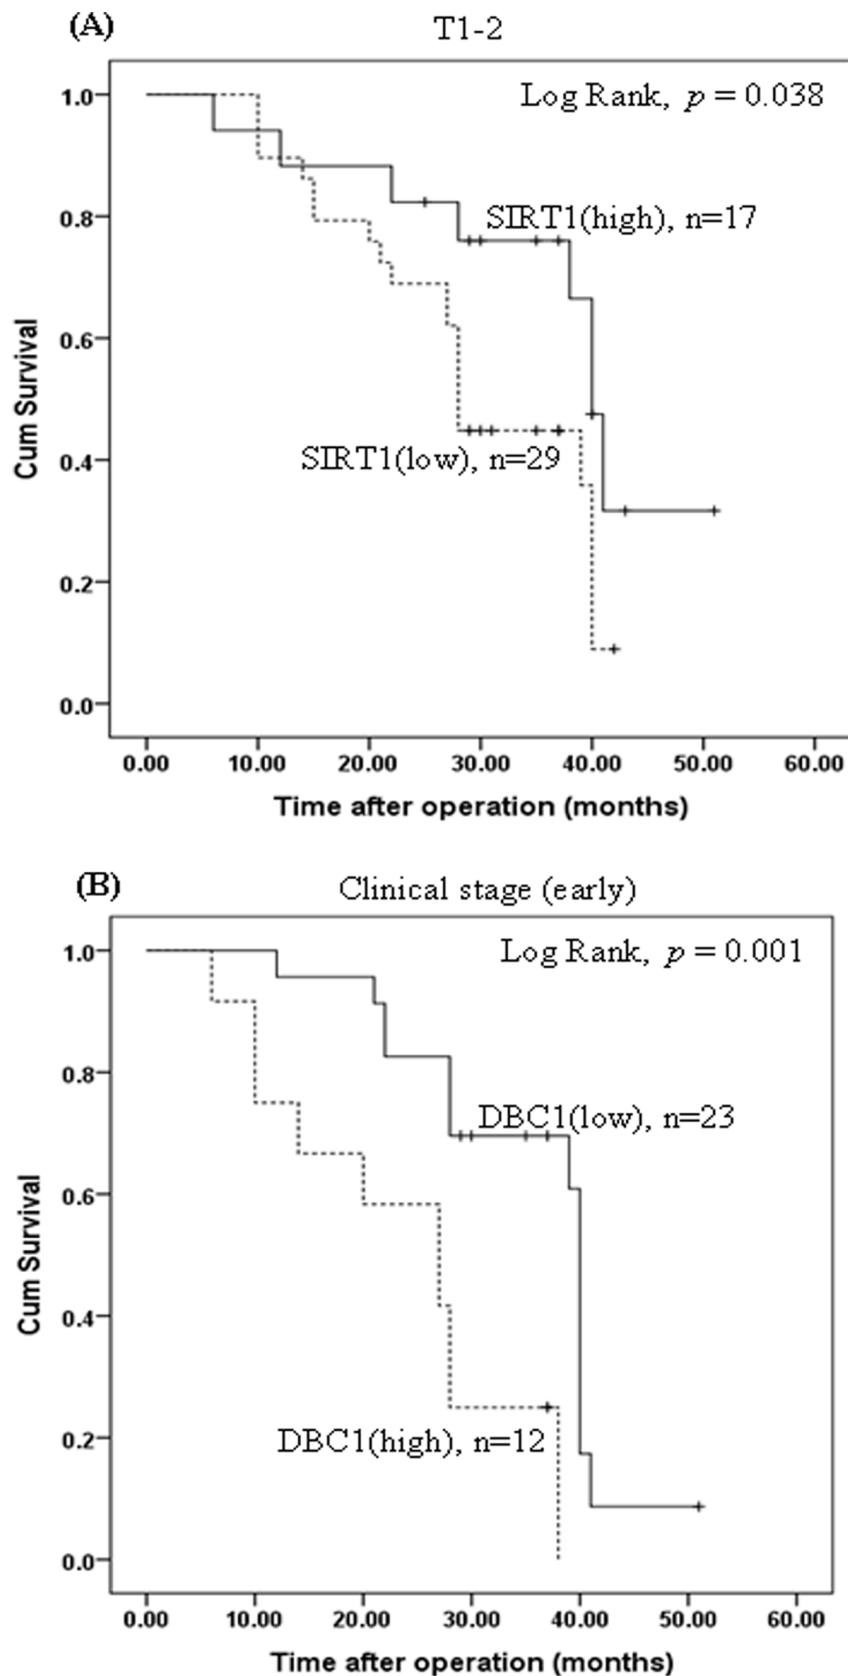 (A)
T1-2
Log Rank, p = 0.038
1.0
0.8
0.6
0.4
0.2
0.0
Cum Survival
SIRT1(high), n=17
SIRT1(low), n=29
0.00 10.00 20.00 30.00 40.00 50.00 60.00
Time after operation (months)
(B)
Clinical stage (early)
Log Rank, p = 0.001
1.0
0.8
0.6
0.4
0.2
0.0
Cum Survival
DBC1(low), n=23
DBC1(high), n=12
0.00 10.00 20.00 30.00 40.00 50.00 60.00
Time after operation (months)